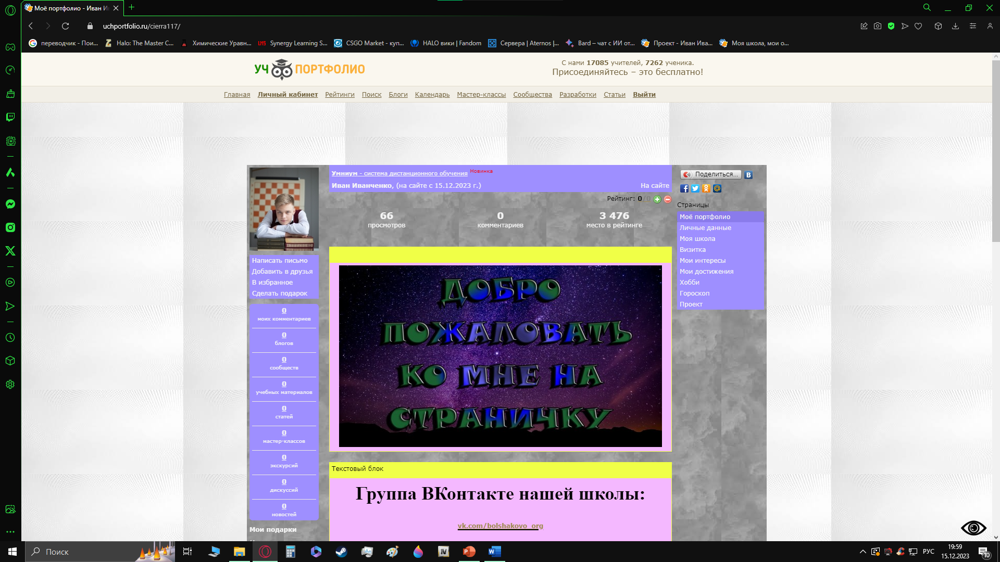 Моё портфолио - Иван И
uchportfolio.ru/cierra117/
переводчик - Пои...
Halo: The Master C...
Химические Уравн...
LMS
Synergy Learning S...
CSGO Market - куп...
HALO вики | Fandom
Сервера | Aternos |...
Bard – чат с ИИ от...
Проект - Иван Ива...
Моя школа, мои о...
УЧ ПОРТФОЛИО
С нами 17085 учителей, 7262 ученика.
Присоединяйтесь – это бесплатно!
Главная Личный кабинет Рейтинги Поиск Блоги Календарь Мастер-классы Сообщества Разработки Статьи Выйти
Умниум - система дистанционного обучения Новинка
Иван Иванченко, (на сайте с 15.12.2023 г.)
На сайте
Рейтинг: 0/0
66
просмотров
0
комментариев
3 476
место в рейтинге
Поделиться...
B
Страницы
Моё портфолио
Личные данные
Моя школа
Визитка
Мои интересы
Мои достижения
Хобби
Гороскоп
Проект
Написать письмо
Добавить в друзья
В избранное
Сделать подарок
0
моих комментариев
0
блогов
0
сообществ
0
учебных материалов
0
статей
0
мастер-классов
0
экскурсий
0
дискуссий
0
новостей
Мои подарки
ДОБРО
ПОЖАЛОВАТЬ
КО МНЕ НА
СТРАНИЧКУ
Текстовый блок
Группа ВКонтакте нашей школы:
vk.com/bolshakovo_org
Поиск
РУС
19:59
15.12.2023
10